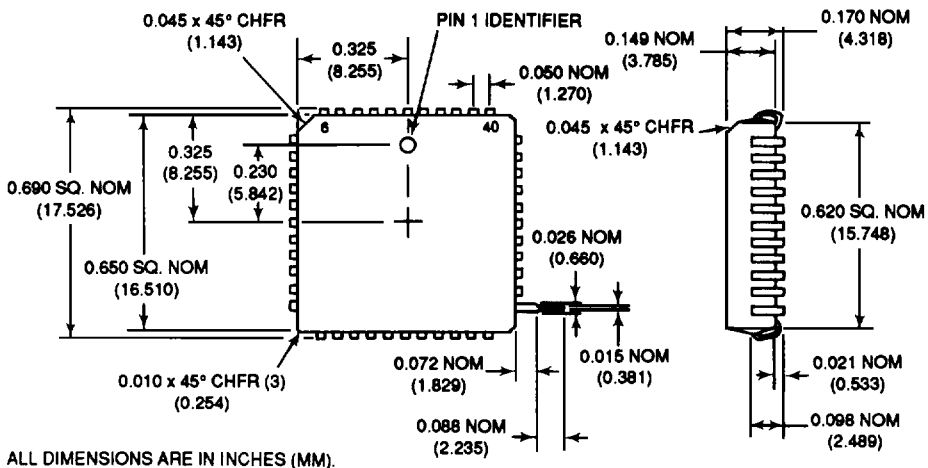 0.045 x 45° CHFR
(1.143)
PIN 1 IDENTIFIER
0.325
(8.255)
0.050 NOM
(1.270)
0.170 NOM
(4.318)
0.149 NOM
(3.785)
6
40
0.045 x 45° CHFR
(1.143)
0.325
(8.255)
0.230
(5.842)
0.690 SQ. NOM
(17.526)
0.650 SQ. NOM
(16.510)
0.026 NOM
(0.660)
0.620 SQ. NOM
(15.748)
0.010 x 45° CHFR (3)
(0.254)
0.072 NOM
(1.829)
0.015 NOM
(0.381)
0.021 NOM
(0.533)
0.088 NOM
(2.235)
0.098 NOM
(2.489)
ALL DIMENSIONS ARE IN INCHES (MM).